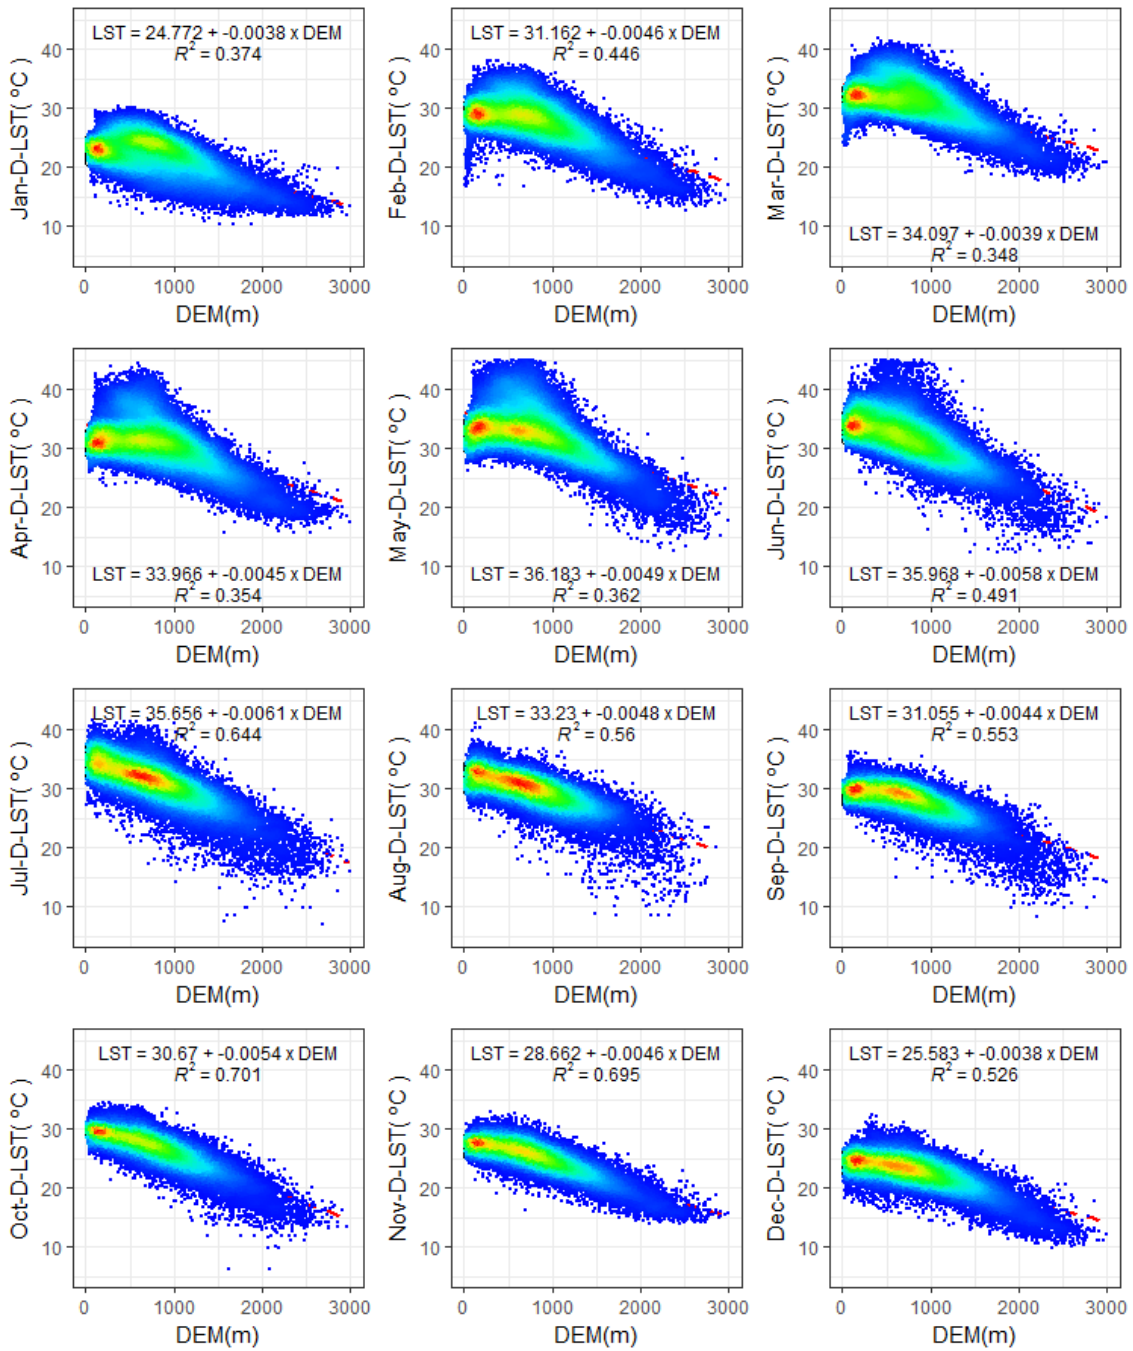 LST = 24.772 + -0.0038 x DEM
R² = 0.374
Jan-D-LST( ºC )
40
30
20
10
0 1000 2000 3000
DEM(m)
LST = 31.162 + -0.0046 x DEM
R² = 0.446
Feb-D-LST( ºC )
40
30
20
10
0 1000 2000 3000
DEM(m)
Mar-D-LST( ºC )
40
30
20
10
LST = 34.097 + -0.0039 x DEM
R² = 0.348
0 1000 2000 3000
DEM(m)
Apr-D-LST( ºC )
40
30
20
10
LST = 33.966 + -0.0045 x DEM
R² = 0.354
0 1000 2000 3000
DEM(m)
May-D-LST( ºC )
40
30
20
10
LST = 36.183 + -0.0049 x DEM
R² = 0.362
0 1000 2000 3000
DEM(m)
Jun-D-LST( ºC )
40
30
20
10
LST = 35.968 + -0.0058 x DEM
R² = 0.491
0 1000 2000 3000
DEM(m)
LST = 35.656 + -0.0061 x DEM
R² = 0.644
Jul-D-LST( ºC )
40
30
20
10
0 1000 2000 3000
DEM(m)
LST = 33.23 + -0.0048 x DEM
R² = 0.56
Aug-D-LST( ºC )
40
30
20
10
0 1000 2000 3000
DEM(m)
LST = 31.055 + -0.0044 x DEM
R² = 0.553
Sep-D-LST( ºC )
40
30
20
10
0 1000 2000 3000
DEM(m)
LST = 30.67 + -0.0054 x DEM
R² = 0.701
Oct-D-LST( ºC )
40
30
20
10
0 1000 2000 3000
DEM(m)
LST = 28.662 + -0.0046 x DEM
R² = 0.695
Nov-D-LST( ºC )
40
30
20
10
0 1000 2000 3000
DEM(m)
LST = 25.583 + -0.0038 x DEM
R² = 0.526
Dec-D-LST( ºC )
40
30
20
10
0 1000 2000 3000
DEM(m)